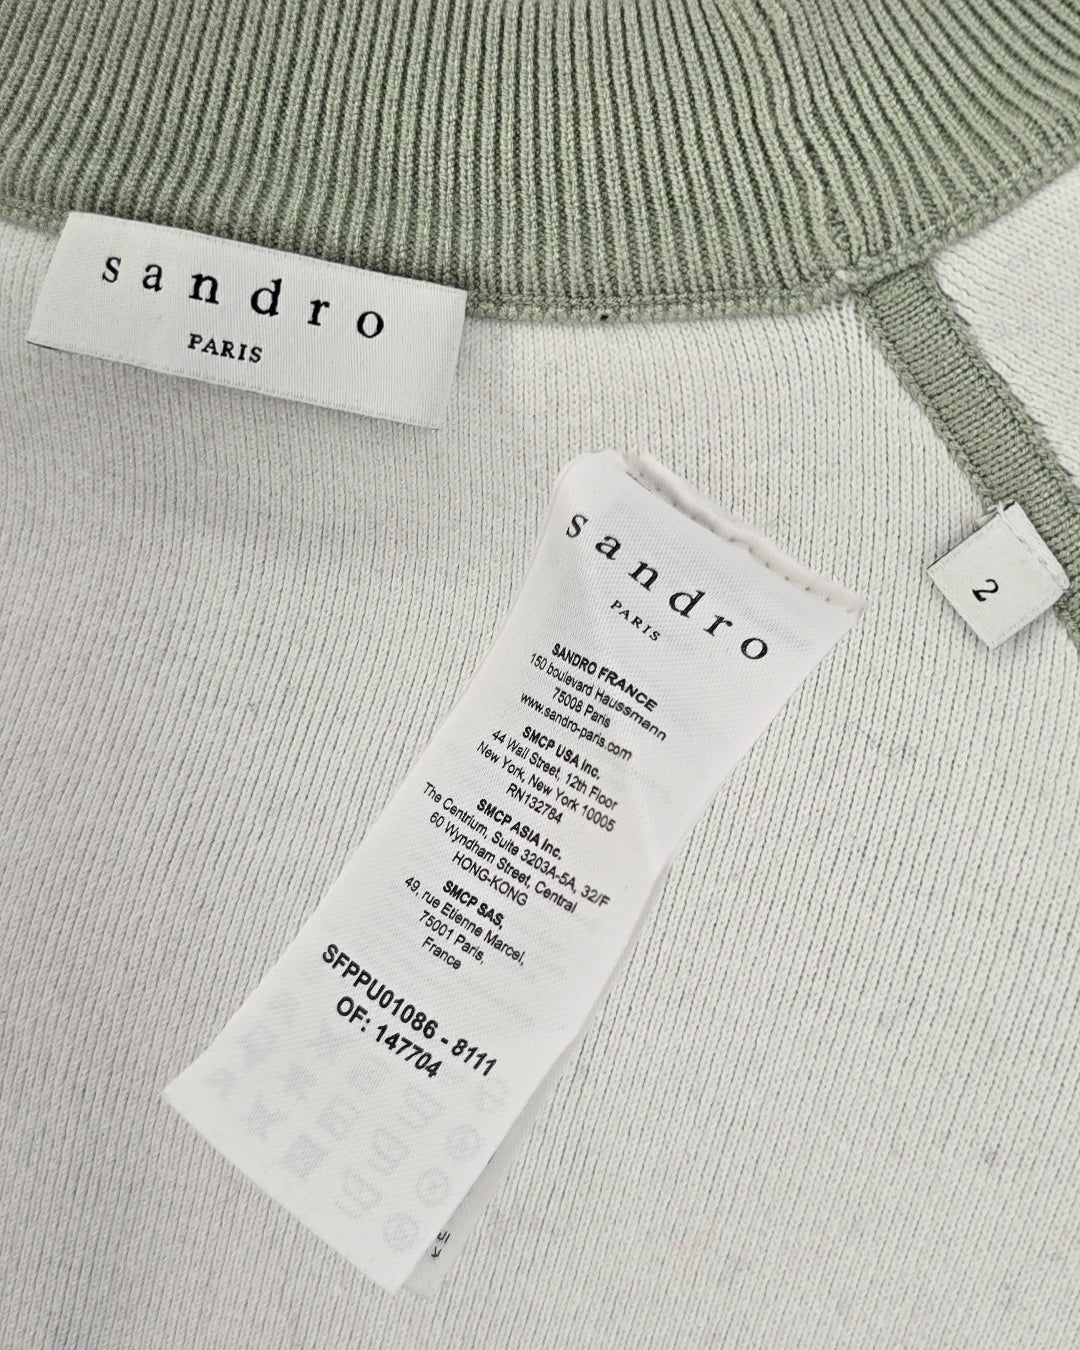 sandro
PARIS
sandro
PARIS
SANDRO FRANCE
150 boulevard Haussmann
75008 Paris
www.sandro-paris.com
SMCP USA Inc.
44 Wall Street, 12th Floor
New York, New York 10005
RN132784
SMCP ASIA Inc.
The Centrium, Suite 3203A-5A, 32/F
60 Wyndham Street, Central
HONG-KONG
SMCP SAS,
49, rue Etienne Marcel,
75001 Paris,
France
SFPPU01086 - 8111
OF: 147704
2